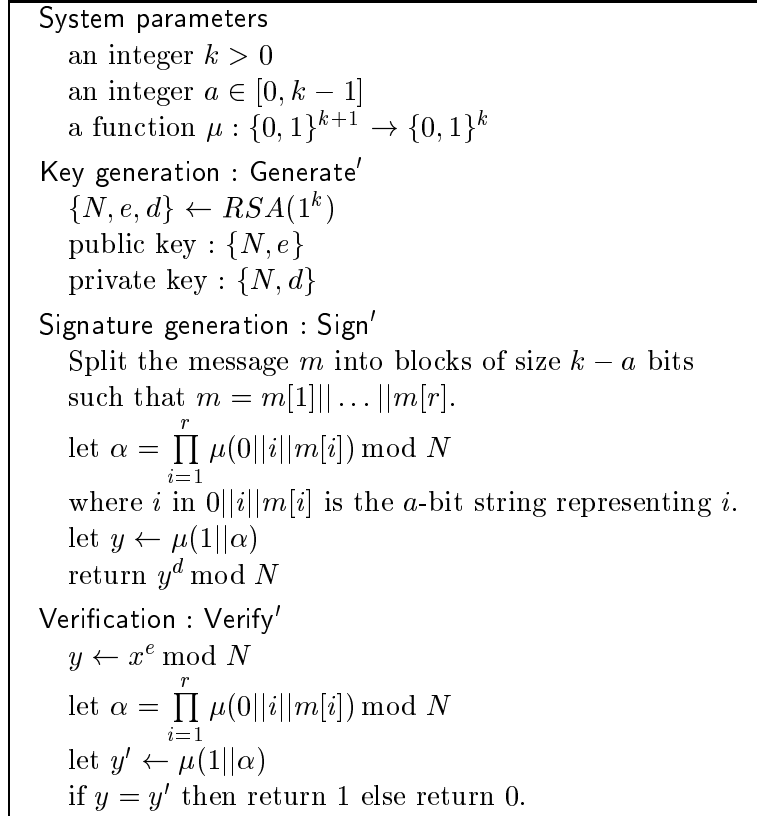 System parameters
an integer k > 0
an integer a ∈ [0, k − 1]
a function μ : {0, 1}^{k+1} → {0, 1}^k
Key generation : Generate′
{N, e, d} ← RSA(1^k)
public key : {N, e}
private key : {N, d}
Signature generation : Sign′
Split the message m into blocks of size k − a bits
such that m = m[1]|| . . . ||m[r].
let α = ∏_{i=1}^{r} μ(0||i||m[i]) mod N
where i in 0||i||m[i] is the a-bit string representing i.
let y ← μ(1||α)
return y^d mod N
Verification : Verify′
y ← x^e mod N
let α = ∏_{i=1}^{r} μ(0||i||m[i]) mod N
let y′ ← μ(1||α)
if y = y′ then return 1 else return 0.